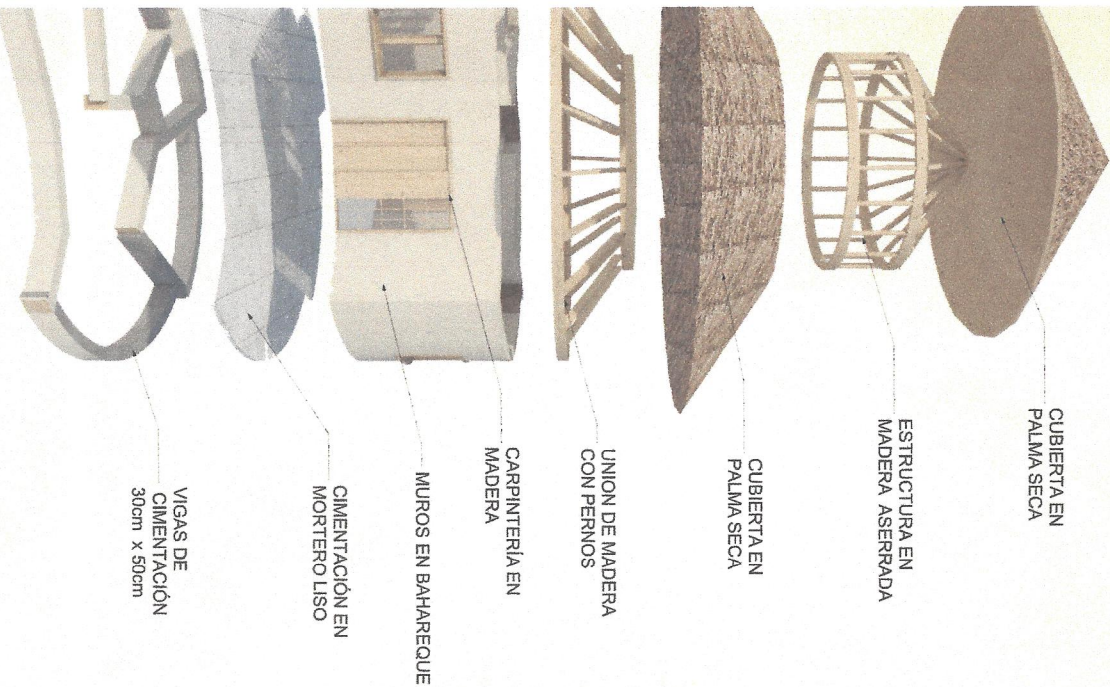 CUBIERTA EN
PALMA SECA
ESTRUCTURA EN
MADERA ASERRADA
CUBIERTA EN
PALMA SECA
UNION DE MADERA
CON PERNOS
CARPINTERÍA EN
MADERA
MUROS EN BAHAREQUE
CIMENTACIÓN EN
MORTERO LISO
VIGAS DE
CIMENTACIÓN
30cm x 50cm